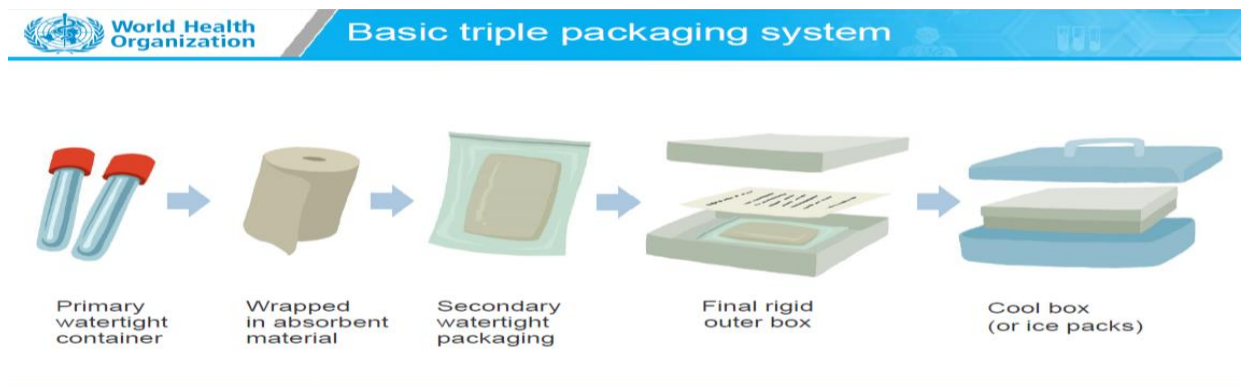 World Health
Organization
Basic triple packaging system
Primary
watertight
container
Wrapped
in absorbent
material
Secondary
watertight
packaging
Final rigid
outer box
Cool box
(or ice packs)